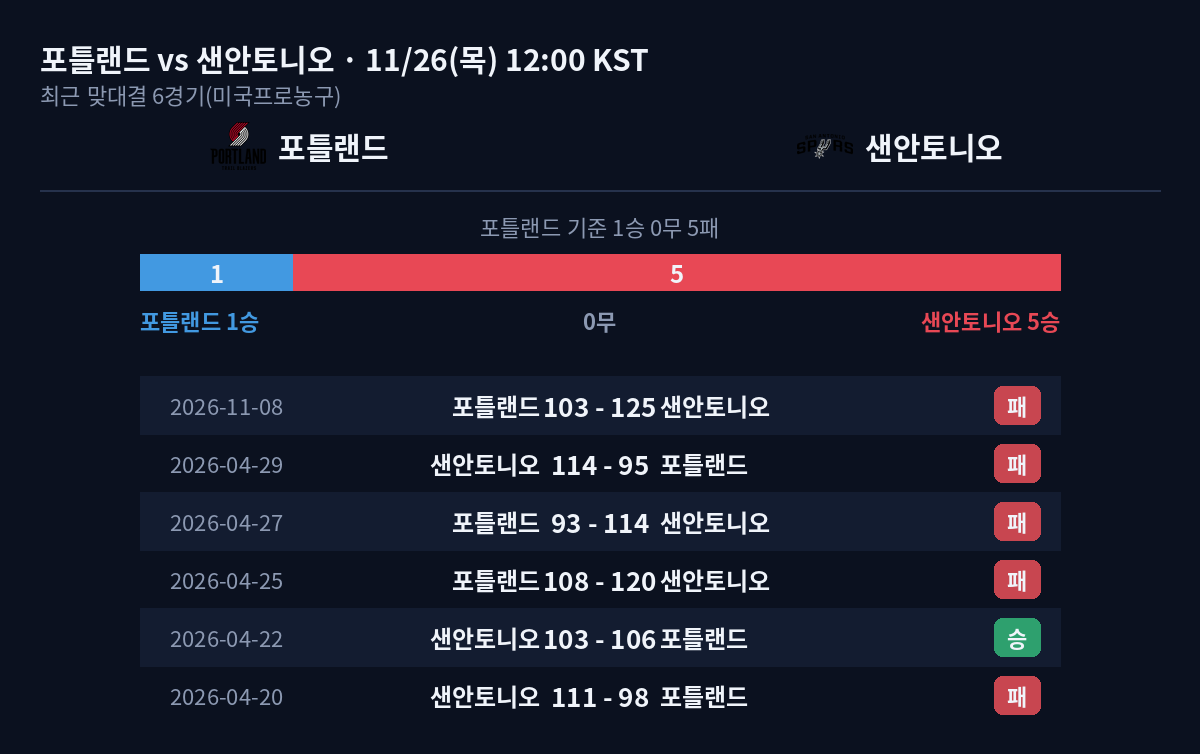 포틀랜드 vs 샌안토니오 · 11/26(목) 12:00 KST
최근 맞대결 6경기(미국프로농구)
PORTLAND 포틀랜드
SPURS 샌안토니오
포틀랜드 기준 1승 0무 5패
1 5
포틀랜드 1승 0무 샌안토니오 5승
2026-11-08 포틀랜드 103 - 125 샌안토니오 패
2026-04-29 샌안토니오 114 - 95 포틀랜드 패
2026-04-27 포틀랜드 93 - 114 샌안토니오 패
2026-04-25 포틀랜드 108 - 120 샌안토니오 패
2026-04-22 샌안토니오 103 - 106 포틀랜드 승
2026-04-20 샌안토니오 111 - 98 포틀랜드 패